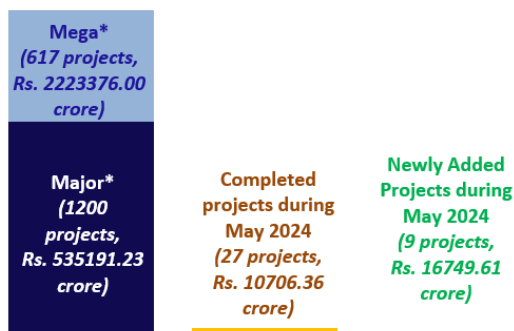 Mega*
(617 projects,
Rs. 2223376.00
crore)
Major*
(1200
projects,
Rs. 535191.23
crore)
Completed
projects during
May 2024
(27 projects,
Rs. 10706.36
crore)
Newly Added
Projects during
May 2024
(9 projects,
Rs. 16749.61
crore)